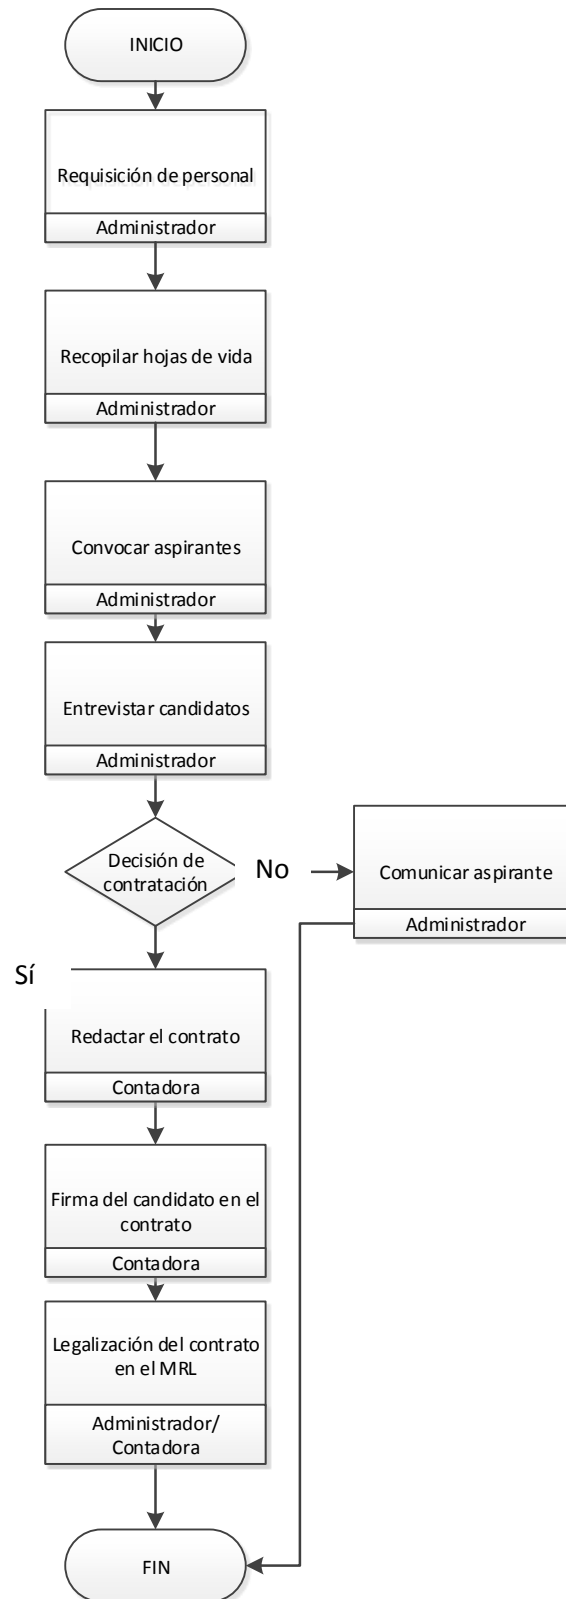 INICIO
Requisición de personal
Administrador
Recopilar hojas de vida
Administrador
Convocar aspirantes
Administrador
Entrevistar candidatos
Administrador
Decisión de
contratación
No
Comunicar aspirante
Administrador
Sí
Redactar el contrato
Contadora
Firma del candidato en el
contrato
Contadora
Legalización del contrato
en el MRL
Administrador/
Contadora
FIN